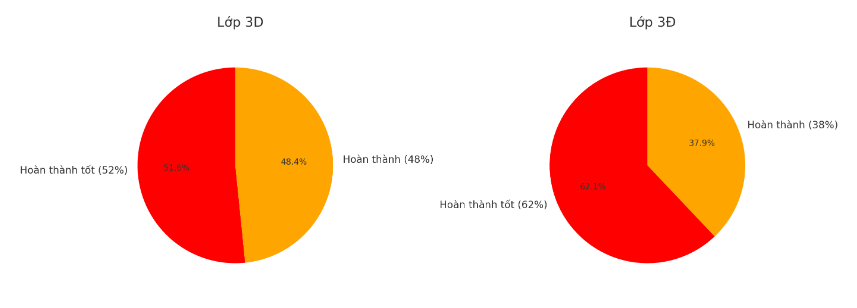 Lớp 3D
Hoàn thành tốt (52%)
51.6%
48.4%
Hoàn thành (48%)
Lớp 3Đ
Hoàn thành (38%)
37.9%
62.1%
Hoàn thành tốt (62%)